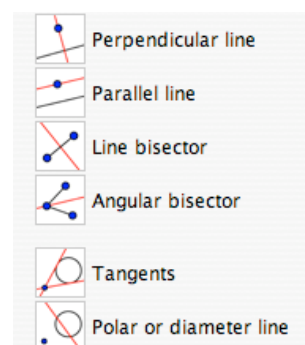 Perpendicular line
Parallel line
Line bisector
Angular bisector
Tangents
Polar or diameter line